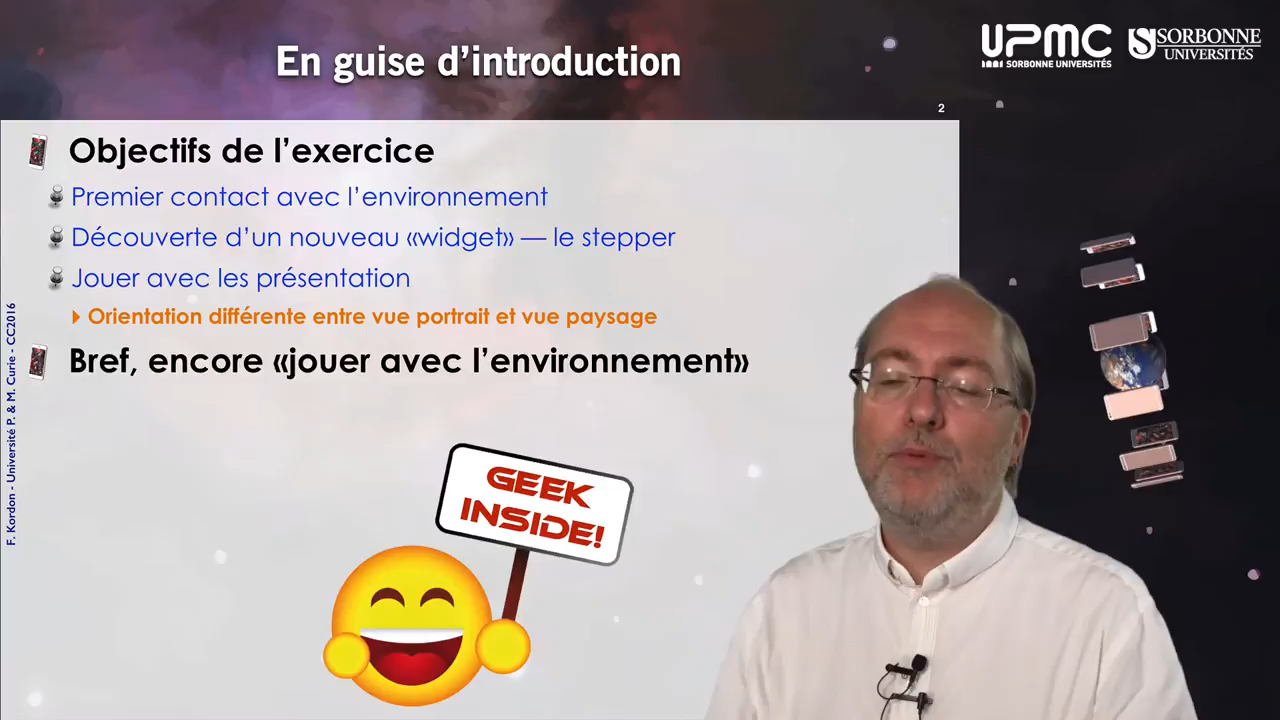 En guise d’introduction
UPMC
SORBONNE UNIVERSITÉS
SORBONNE
UNIVERSITÉS
2
Objectifs de l’exercice
Premier contact avec l’environnement
Découverte d’un nouveau «widget» — le stepper
Jouer avec les présentation
Orientation différente entre vue portrait et vue paysage
Bref, encore «jouer avec l’environnement»
GEEK
INSIDE!
F. Kordon - Université P. & M. Curie - CC2016